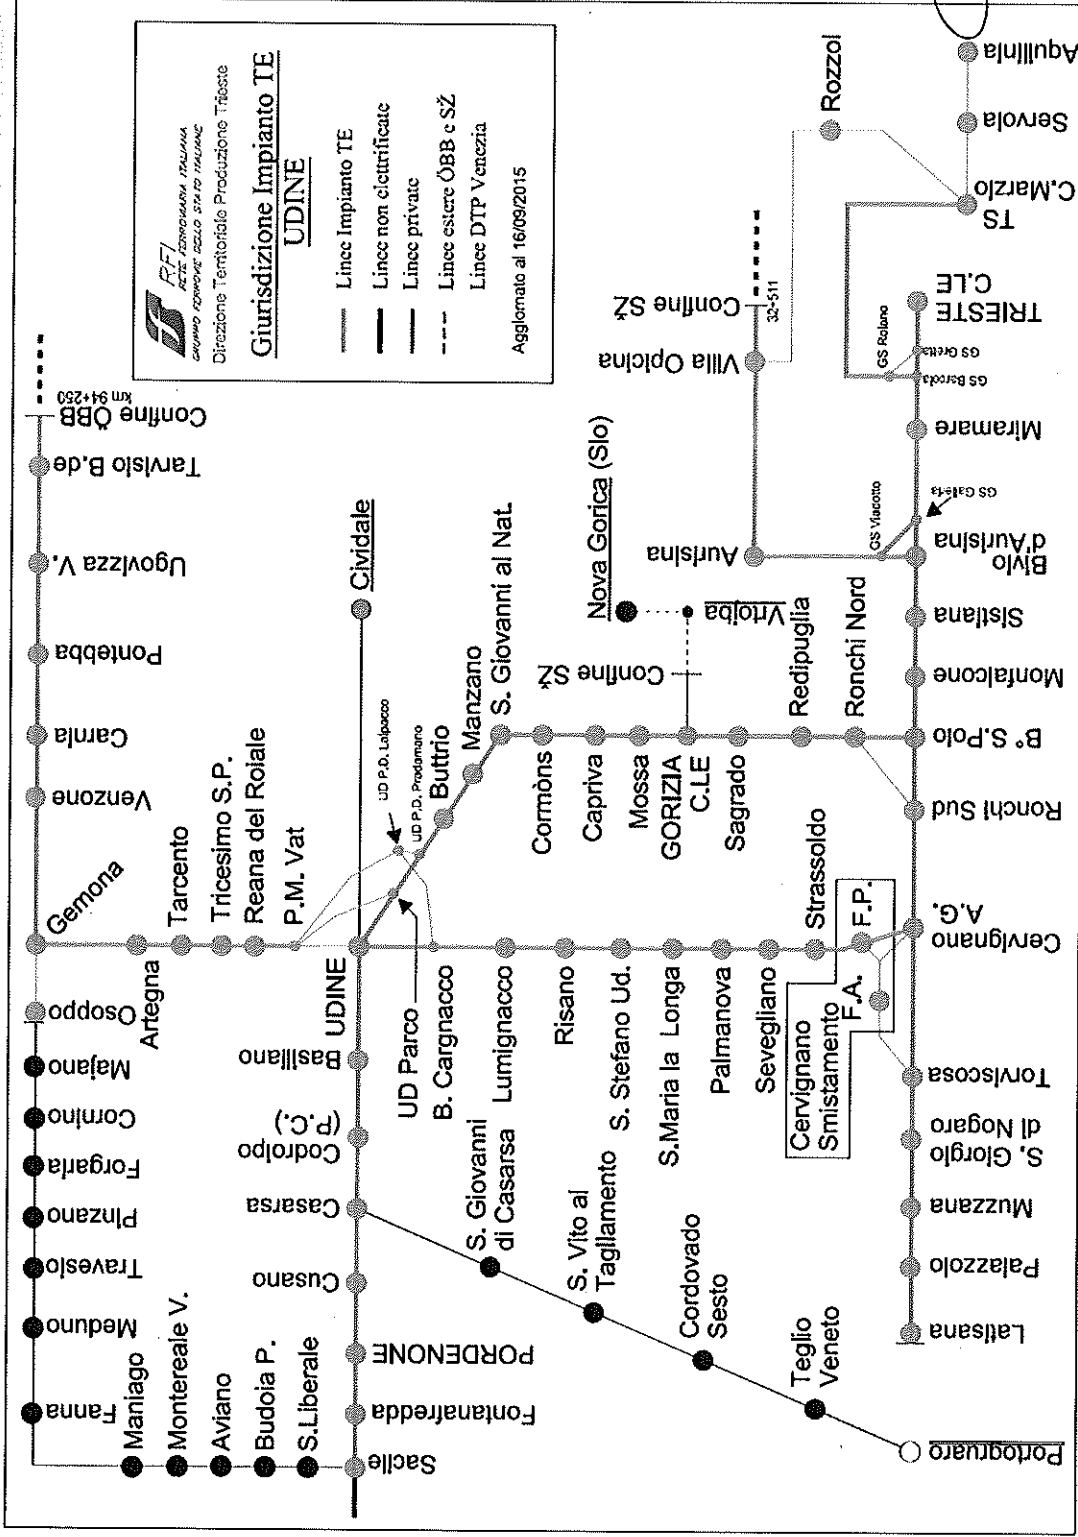 RFI
RETE FERROVIARIA ITALIANA
GRUPPO FERROVIE DELLO STATO ITALIANE
Direzione Territoriale Produzione Trieste
Giurisdizione Impianto TE
UDINE
Linee Impianto TE
Linee non elettrificate
Linee private
Linee estere ÖBB e SŽ
Linee DTP Venezia
Aggiornato al 16/09/2015
Fanna
Meduno
Travesio
Pinzano
Forgaria
Cornino
Majano
Osoppo
Gemona
Venzone
Carnia
Pontebba
Ugovizza V.
Tarvisio B.de
Confine ÖBB
km 94+250
Maniago
Montereale V.
Aviano
Budoia P.
S.Liberale
Artegna
Tarcento
Tricesimo S.P.
Reana del Roiale
P.M. Vat
Sacile
Fontanafredda
PORDENONE
Cusano
Casarsa
Codroipo
(P.C.)
Basiliano
UDINE
Cividale
UD P.D. Laipacco
UD P.D. Prademano
UD Parco
Buttrio
Manzano
S. Giovanni al Nat.
Cormòns
Capriva
Mossa
GORIZIA
C.LE
Sagrado
Redipuglia
Ronchi Nord
Confine SŽ
Vrtojba
Nova Gorica (Slo)
B. Cargnacco
Lumignacco
Risano
S. Stefano Ud.
S.Maria la Longa
Palmanova
Sevegliano
Strassoldo
Cervignano
Smistamento
F.A.
F.P.
S. Giovanni
di Casarsa
S. Vito al
Tagliamento
Cordovado
Sesto
Teglio
Veneto
Portogruaro
Latisana
Palazzolo
Muzzana
S. Giorgio
di Nogaro
Torviscosa
Cervignano
A.G.
Ronchi Sud
B° S.Polo
Monfalcone
Sistiana
Bivio
d'Aurisina
GS Viadotto
GS Galleria
Miramare
GS Barcola
GS Gretta
GS Roiano
TRIESTE
C.LE
Aurisina
Villa Opicina
Confine SŽ
32+511
Rozzol
TS
C.Marzio
Servola
Aquilinia